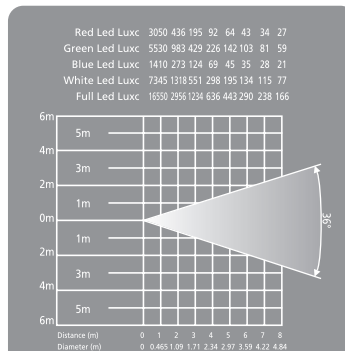 Red Led Luxc 3050 436 195 92 64 43 34 27
Green Led Luxc 5530 983 429 226 142 103 81 59
Blue Led Luxc 1410 273 124 69 45 35 28 21
White Led Luxc 7345 1318 551 298 195 134 115 77
Full Led Luxc 16550 2956 1234 636 443 290 238 166
6m
5m
4m
3m
2m
1m
0m
36°
1m
2m
3m
4m
5m
6m
Distance (m) 0 1 2 3 4 5 6 7 8
Diameter (m) 0 0.465 1.09 1.71 2.34 2.97 3.59 4.22 4.84